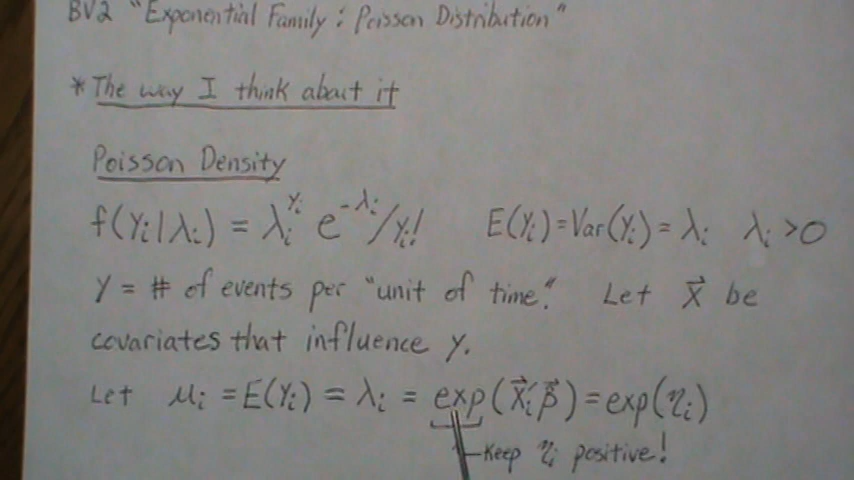 BV2 "Exponential Family: Poisson Distribution"
* The way I think about it
Poisson Density
f(yᵢ|λᵢ) = λᵢ^yᵢ e^-λᵢ/yᵢ! E(yᵢ)=Var(yᵢ)= λᵢ λᵢ >0
y = # of events per "unit of time." Let x⃗ be
covariates that influence y.
Let μᵢ = E(yᵢ) = λᵢ = exp(x⃗ᵢ'β⃗) = exp(ηᵢ)
Keep ηᵢ positive!